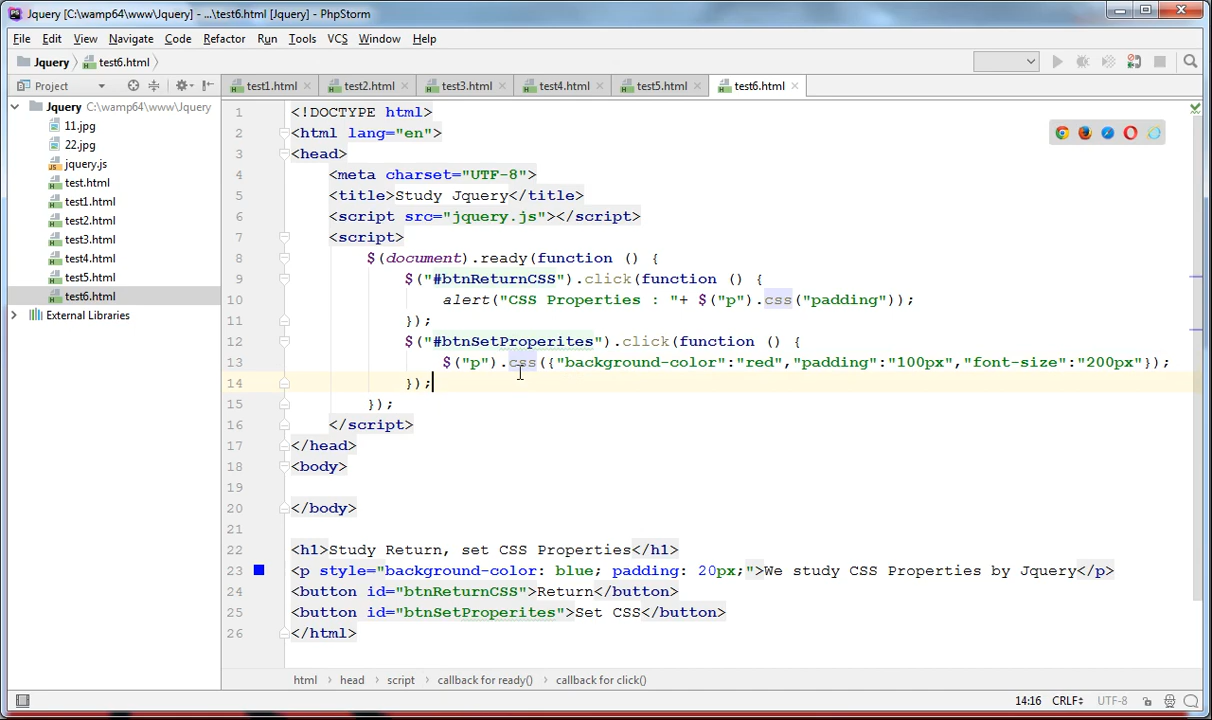 PS Jquery [C:\wamp64\www\Jquery] - ...\test6.html [Jquery] - PhpStorm
File Edit View Navigate Code Refactor Run Tools VCS Window Help
Jquery test6.html
Project test1.html test2.html test3.html test4.html test5.html test6.html
Jquery C:\wamp64\www\Jquery
11.jpg
22.jpg
JS jquery.js
test.html
test1.html
test2.html
test3.html
test4.html
test5.html
test6.html
External Libraries
1 <!DOCTYPE html>
2 <html lang="en">
3 <head>
4 <meta charset="UTF-8">
5 <title>Study Jquery</title>
6 <script src="jquery.js"></script>
7 <script>
8 $(document).ready(function () {
9 $("#btnReturnCSS").click(function () {
10 alert("CSS Properties : "+ $("p").css("padding"));
11 });
12 $("#btnSetProperites").click(function () {
13 $("p").css({"background-color":"red","padding":"100px","font-size":"200px"});
14 });
15 });
16 </script>
17 </head>
18 <body>
19
20 </body>
21
22 <h1>Study Return, set CSS Properties</h1>
23 <p style="background-color: blue; padding: 20px;">We study CSS Properties by Jquery</p>
24 <button id="btnReturnCSS">Return</button>
25 <button id="btnSetProperites">Set CSS</button>
26 </html>
html head script callback for ready() callback for click()
14:16 CRLF UTF-8